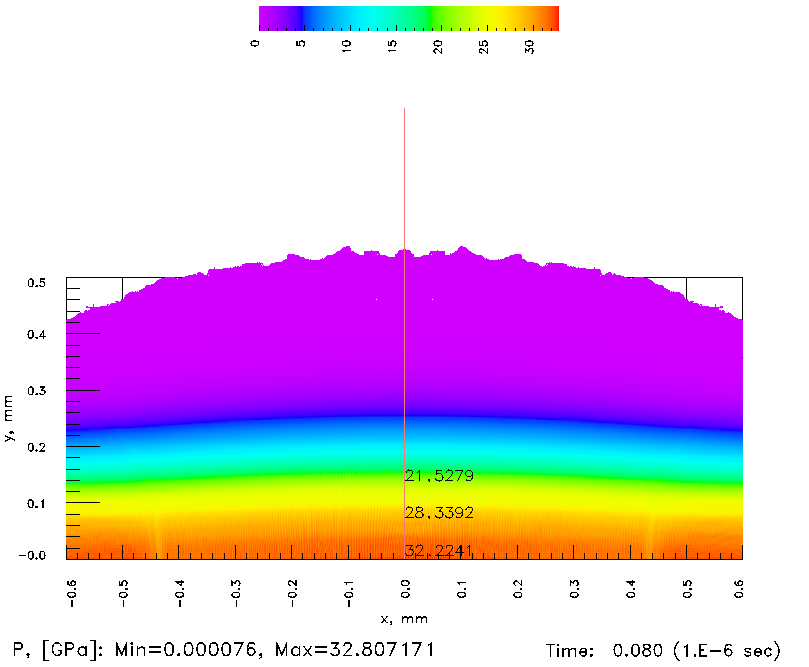 0 5 10 15 20 25 30
0.5
0.4
0.3
0.2
0.1
-0.0
y, mm
21,5279
28,3392
32,2241
-0.6 -0.5 -0.4 -0.3 -0.2 -0.1 0.0 0.1 0.2 0.3 0.4 0.5 0.6
x, mm
P, [GPa]: Min=0.000076, Max=32.807171
Time: 0.080 (1.E-6 sec)